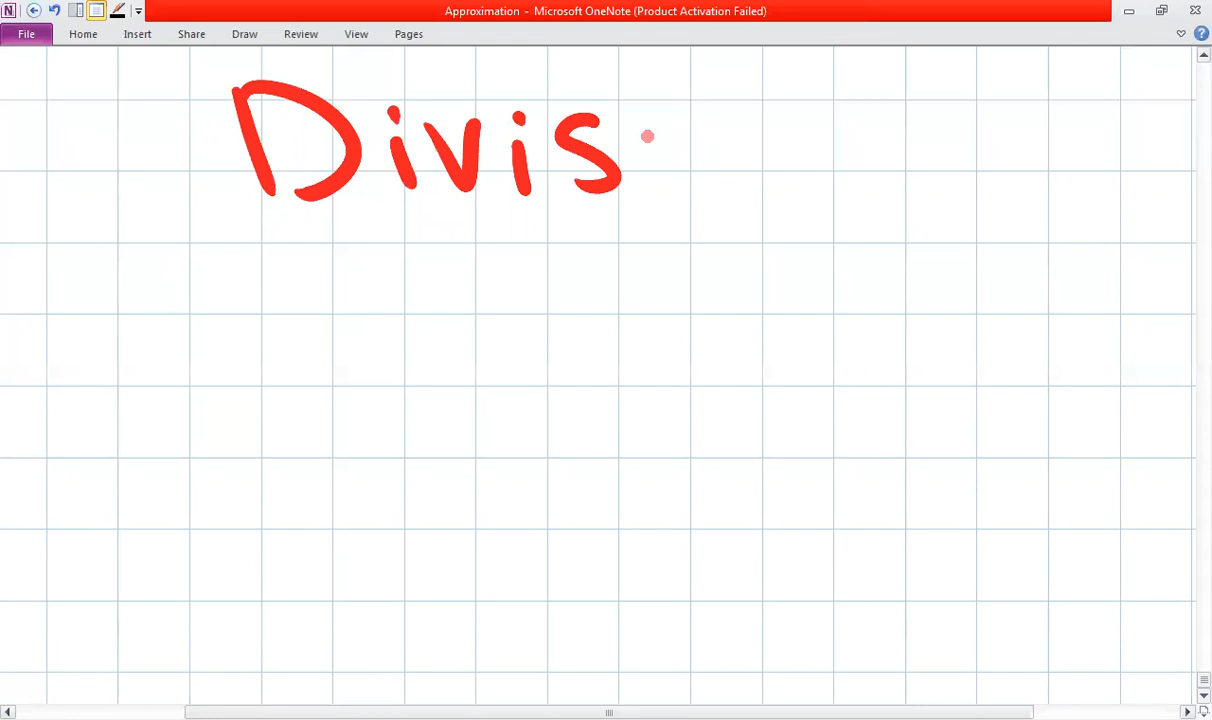 Approximation - Microsoft OneNote (Product Activation Failed)
File Home Insert Share Draw Review View Pages
Divis